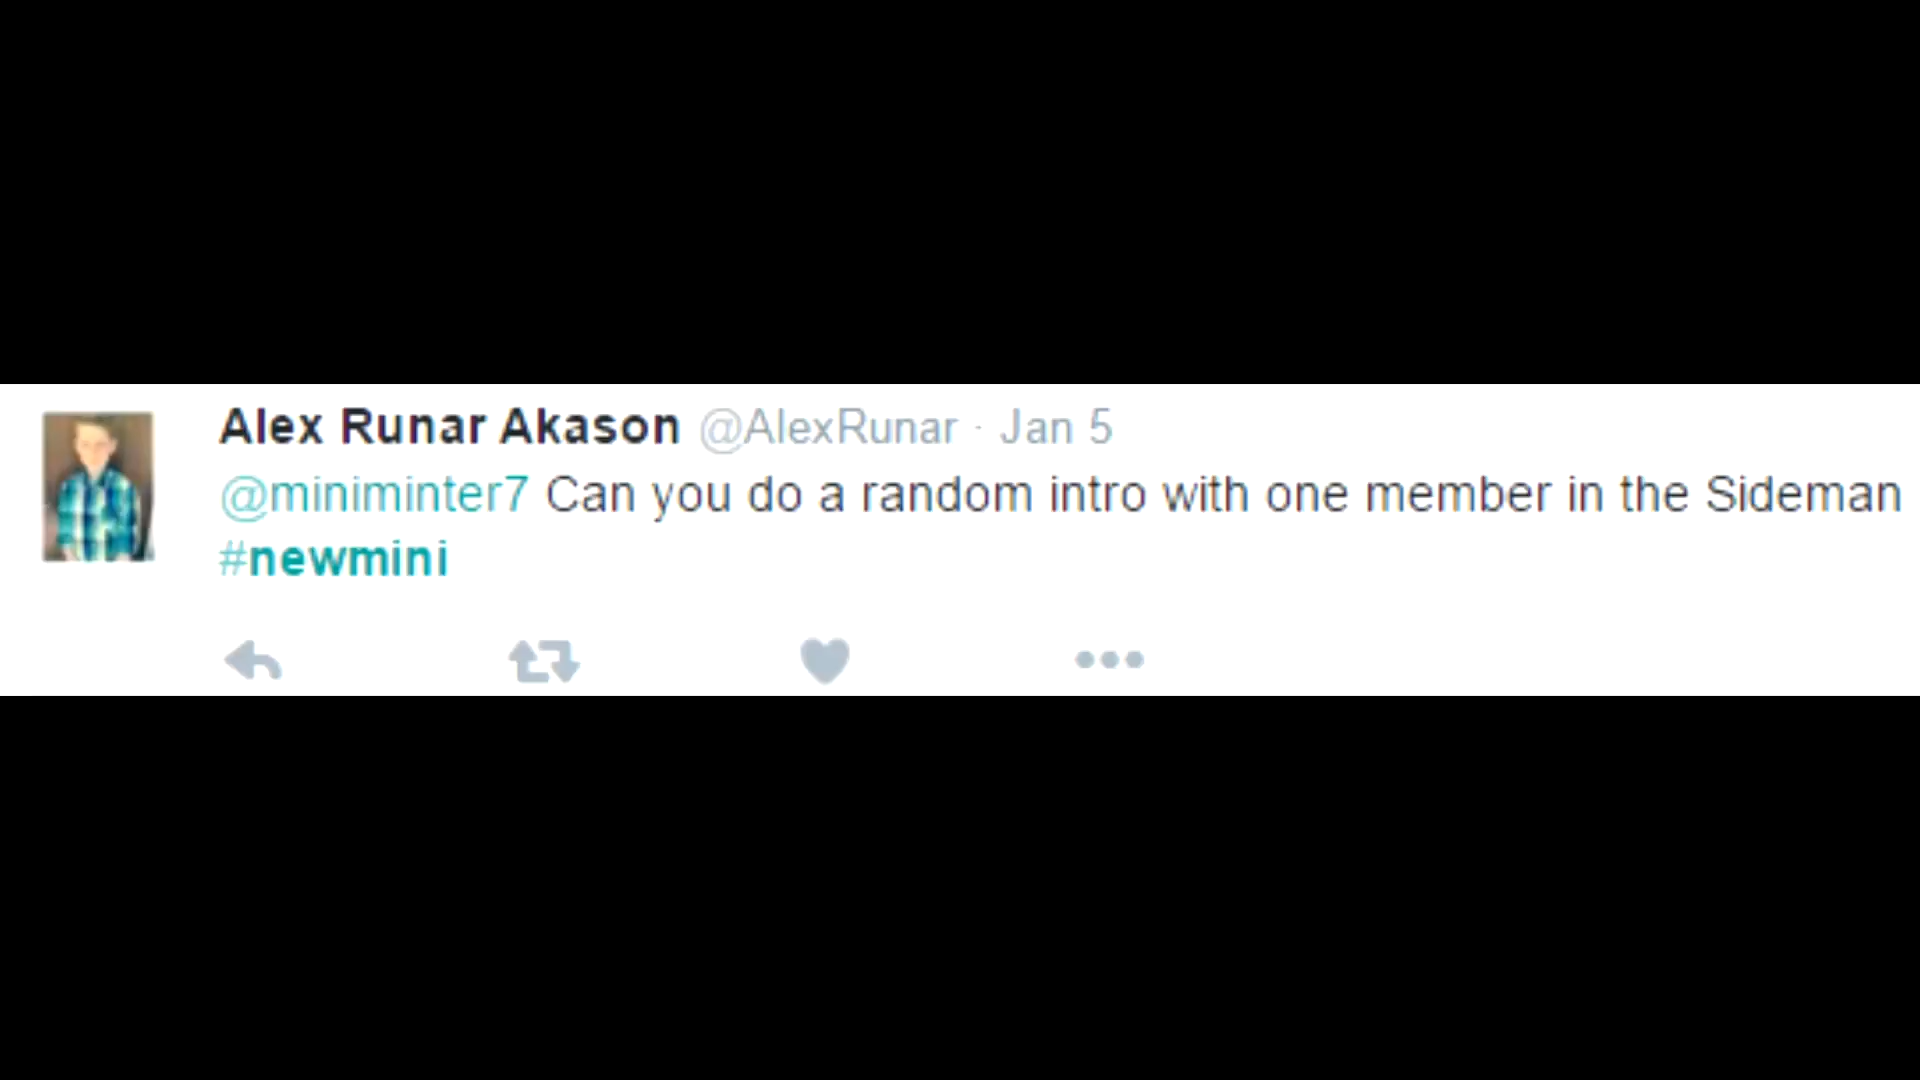 Alex Runar Akason @AlexRunar · Jan 5
@miniminter7 Can you do a random intro with one member in the Sideman
#newmini